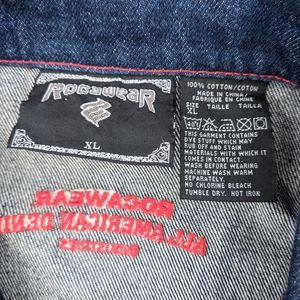 ROCAWEAR
XL
100% COTTON/COTON
MADE IN CHINA/
FABRIQUE EN CHINE
SIZE TAILLE TAILLA
XL
THIS GARMENT CONTAINS
DYE STUFF WHICH MAY
RUB OFF AND STAIN
MATERIALS WHICH IT
COMES IN CONTACT.
WASH BEFORE WEARING
MACHINE WASH WARM
SEPARATELY.
NO CHLORINE BLEACH
TUMBLE DRY. HOT IRON
ROCAWEAR
ALL AMERICAN DENIM